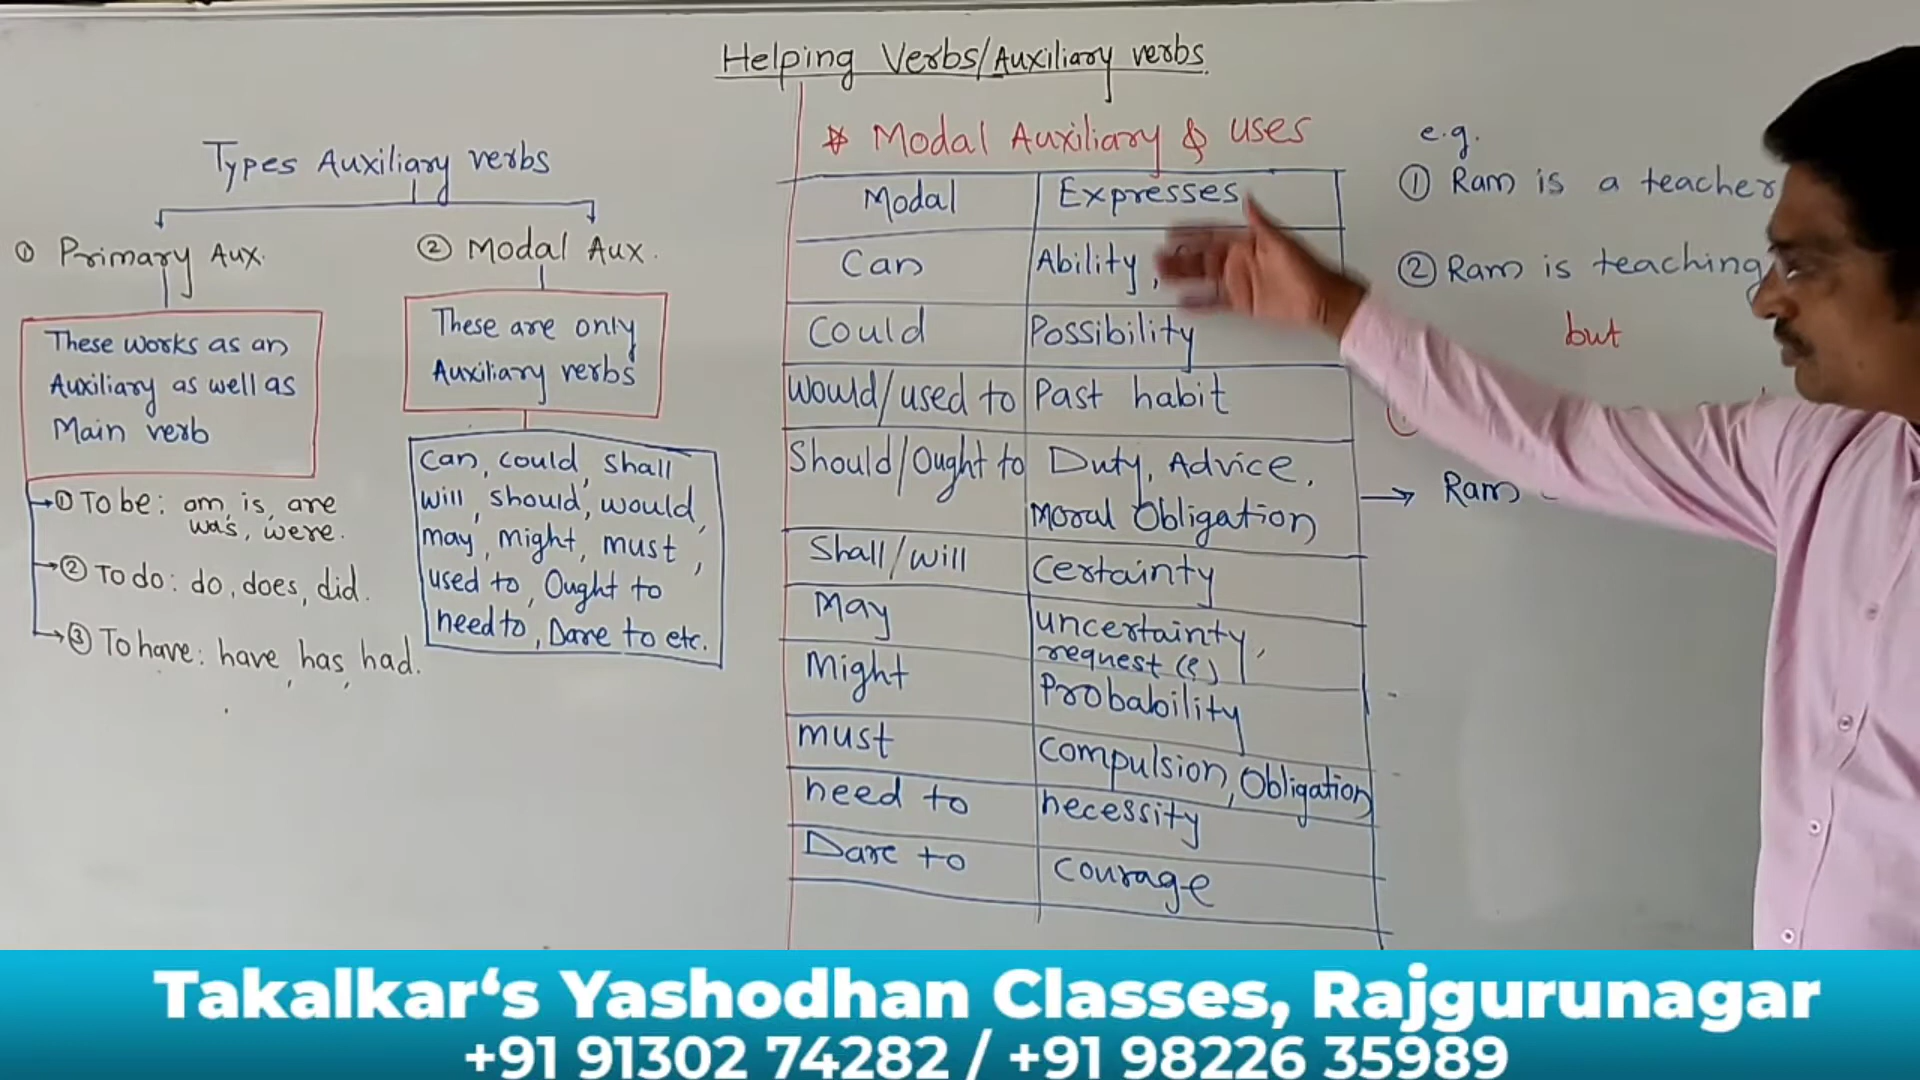 Helping Verbs/Auxiliary verbs.
Types Auxiliary verbs
① Primary Aux.
These works as an
Auxiliary as well as
Main verb
① To be: am, is, are
was, were.
② To do: do, does, did.
③ To have: have, has, had.
② Modal Aux.
These are only
Auxiliary verbs
Can, could, shall
will, should, would,
may, might, must,
used to, Ought to
need to, Dare to etc.
* Modal Auxiliary & uses
Modal Expresses
Can Ability,
Could Possibility
would/used to Past habit
Should/Ought to Duty, Advice,
Moral Obligation
Shall/will Certainty
May uncertainty,
request (?)
Might Probability
must Compulsion, Obligation
need to necessity
Dare to Courage
e.g.
① Ram is a teacher
② Ram is teaching
but
→ Ram
Takalkar‘s Yashodhan Classes, Rajgurunagar
+91 91302 74282 / +91 98226 35989